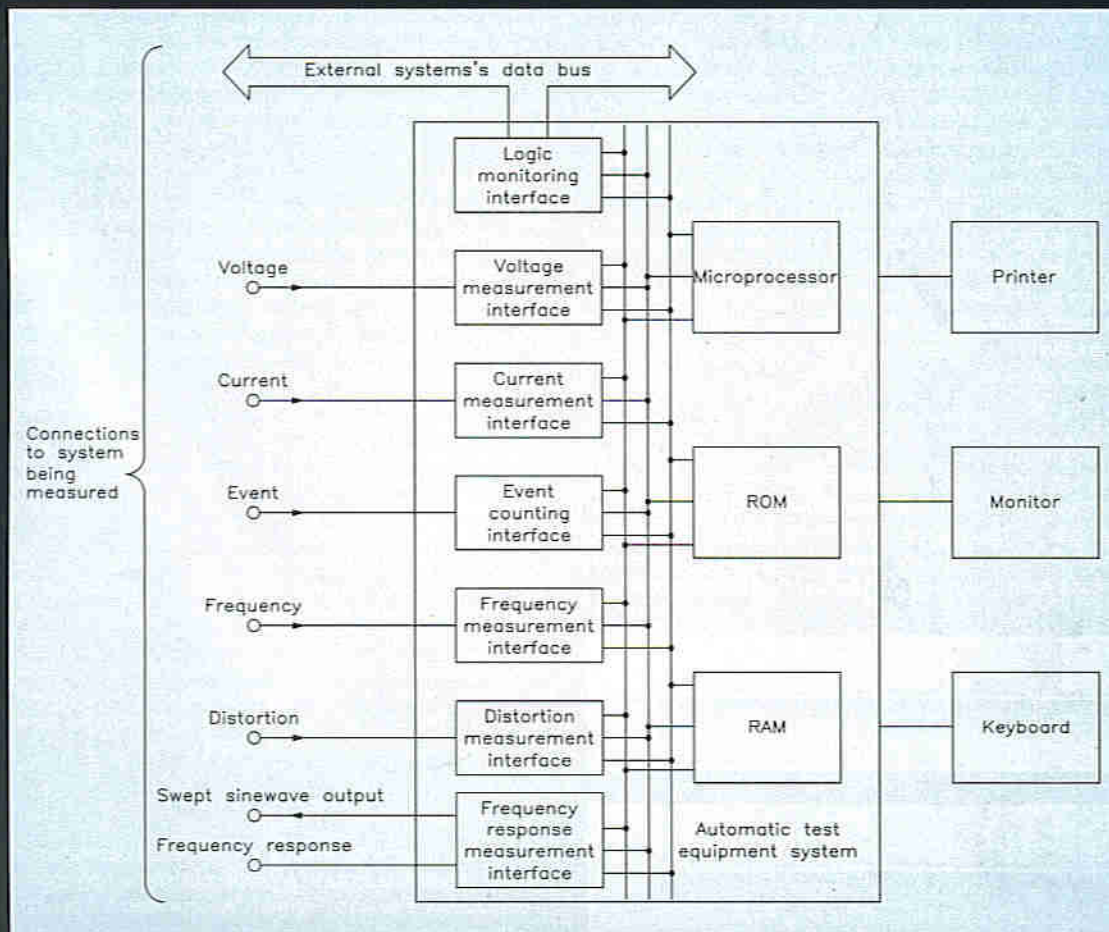 External systems's data bus
Logic
monitoring
interface
Voltage
Voltage
measurement
interface
Microprocessor
Printer
Current
Current
measurement
interface
Connections
to system
being
measured
Event
Event
counting
interface
ROM
Monitor
Frequency
Frequency
measurement
interface
Distortion
Distortion
measurement
interface
RAM
Keyboard
Swept sinewave output
Frequency response
Frequency
response
measurement
interface
Automatic test
equipment system